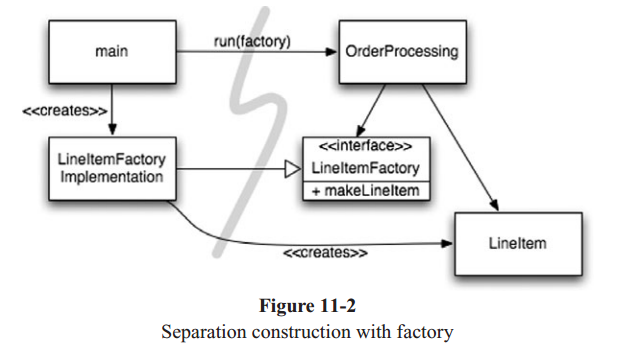 main
run(factory)
OrderProcessing
<<creates>>
LineItemFactory
Implementation
<<interface>>
LineItemFactory
+ makeLineItem
<<creates>>
LineItem
Figure 11-2
Separation construction with factory